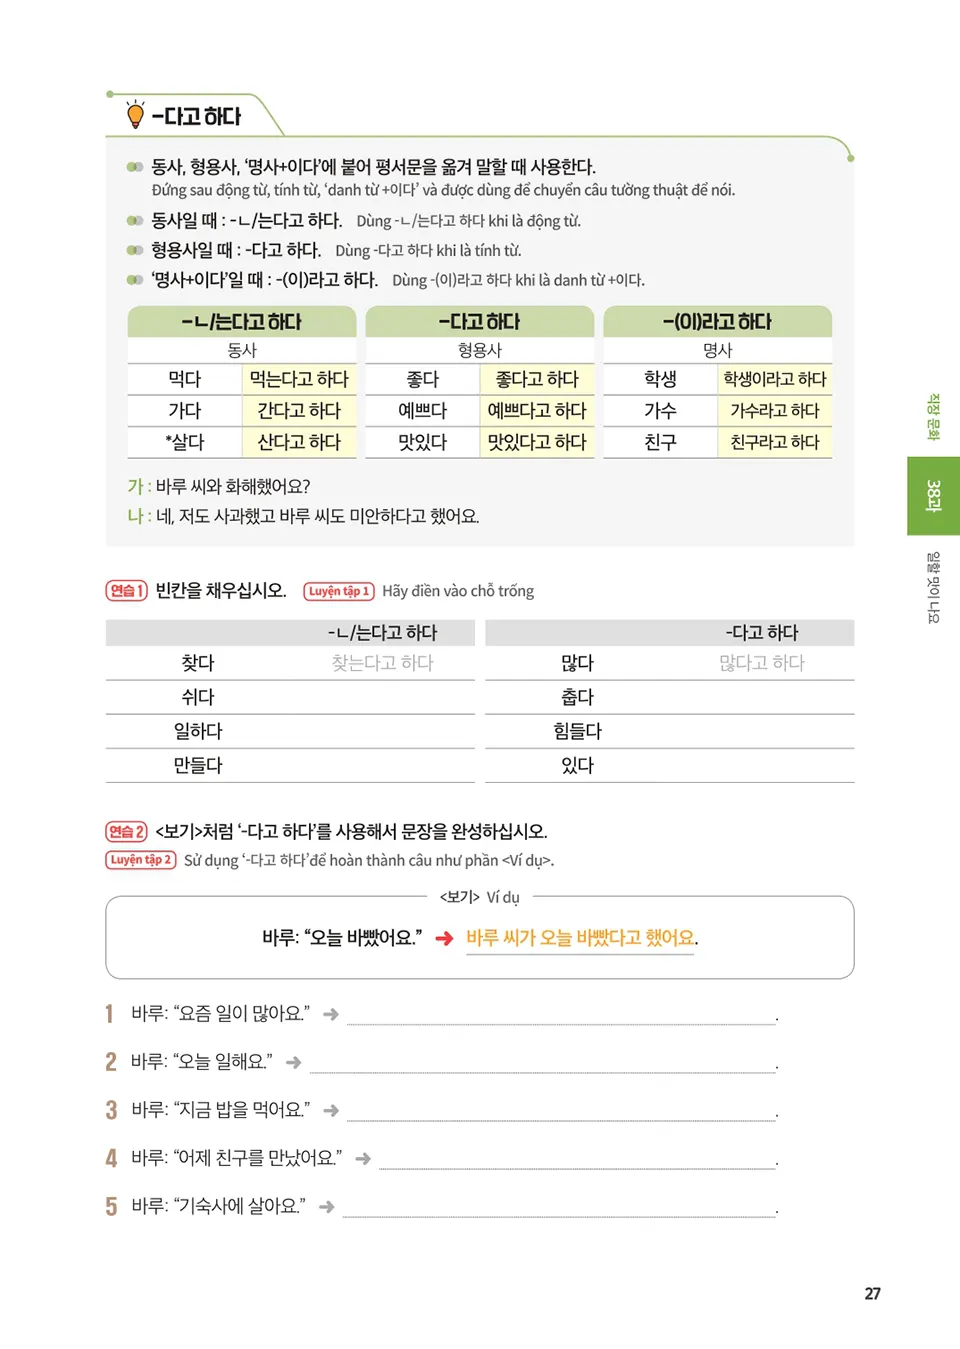 -다고 하다
동사, 형용사, ‘명사+이다’에 붙어 평서문을 옮겨 말할 때 사용한다.
Đứng sau động từ, tính từ, ‘danh từ +이다’ và được dùng để chuyển câu tường thuật để nói.
동사일 때 : -ㄴ/는다고 하다. Dùng -ㄴ/는다고 하다 khi là động từ.
형용사일 때 : -다고 하다. Dùng -다고 하다 khi là tính từ.
‘명사+이다’일 때 : -(이)라고 하다. Dùng -(이)라고 하다 khi là danh từ +이다.
-ㄴ/는다고 하다 -다고 하다 -(이)라고 하다
동사 형용사 명사
먹다 먹는다고 하다 좋다 좋다고 하다 학생 학생이라고 하다
가다 간다고 하다 예쁘다 예쁘다고 하다 가수 가수라고 하다
*살다 산다고 하다 맛있다 맛있다고 하다 친구 친구라고 하다
가 : 바루 씨와 화해했어요?
나 : 네, 저도 사과했고 바루 씨도 미안하다고 했어요.
연습 1 빈칸을 채우십시오. Luyện tập 1 Hãy điền vào chỗ trống
-ㄴ/는다고 하다 -다고 하다
찾다 찾는다고 하다 많다 많다고 하다
쉬다 춥다
일하다 힘들다
만들다 있다
연습 2 <보기>처럼 ‘-다고 하다’를 사용해서 문장을 완성하십시오.
Luyện tập 2 Sử dụng ‘-다고 하다’để hoàn thành câu như phần <Ví dụ>.
<보기> Ví dụ
바루: “오늘 바빴어요.” ➜ 바루 씨가 오늘 바빴다고 했어요.
1 바루: “요즘 일이 많아요.” ➜ .
2 바루: “오늘 일해요.” ➜ .
3 바루: “지금 밥을 먹어요.” ➜ .
4 바루: “어제 친구를 만났어요.” ➜ .
5 바루: “기숙사에 살아요.” ➜ .
직장 문화
38과
일할 맛이 나요
27